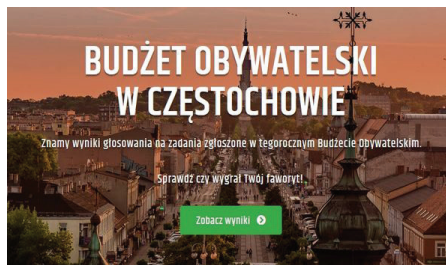 BUDŻET OBYWATELSKI
W CZĘSTOCHOWIE
Znamy wyniki głosowania na zadania zgłoszone w tegorocznym Budżecie Obywatelskim.
Sprawdź czy wygrał Twój faworyt!
Zobacz wyniki